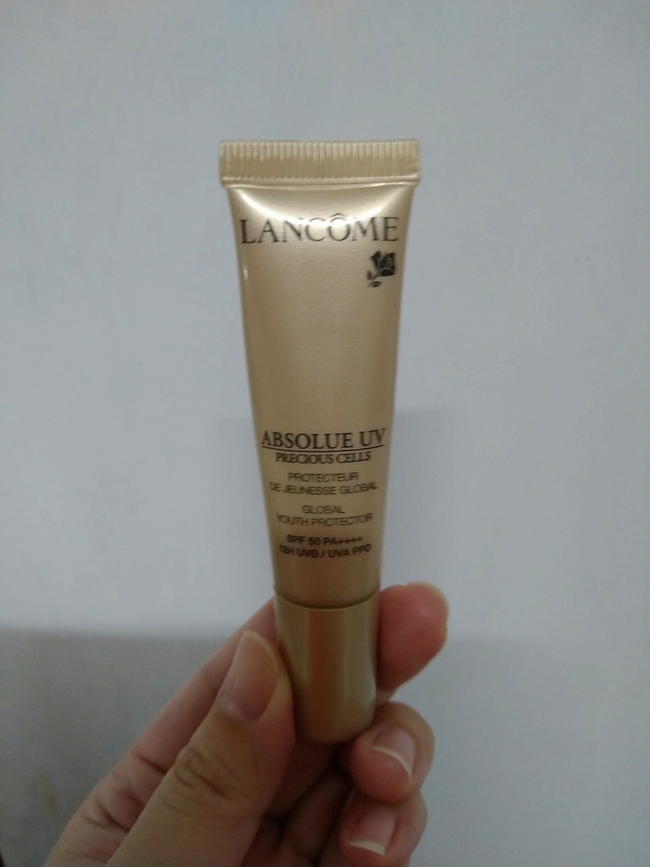 LANCÔME
ABSOLUE UV
PRECIOUS CELLS
PROTECTEUR
DE JEUNESSE GLOBAL
GLOBAL
YOUTH PROTECTOR
SPF 50 PA++++
12H UVB / UVA PPD